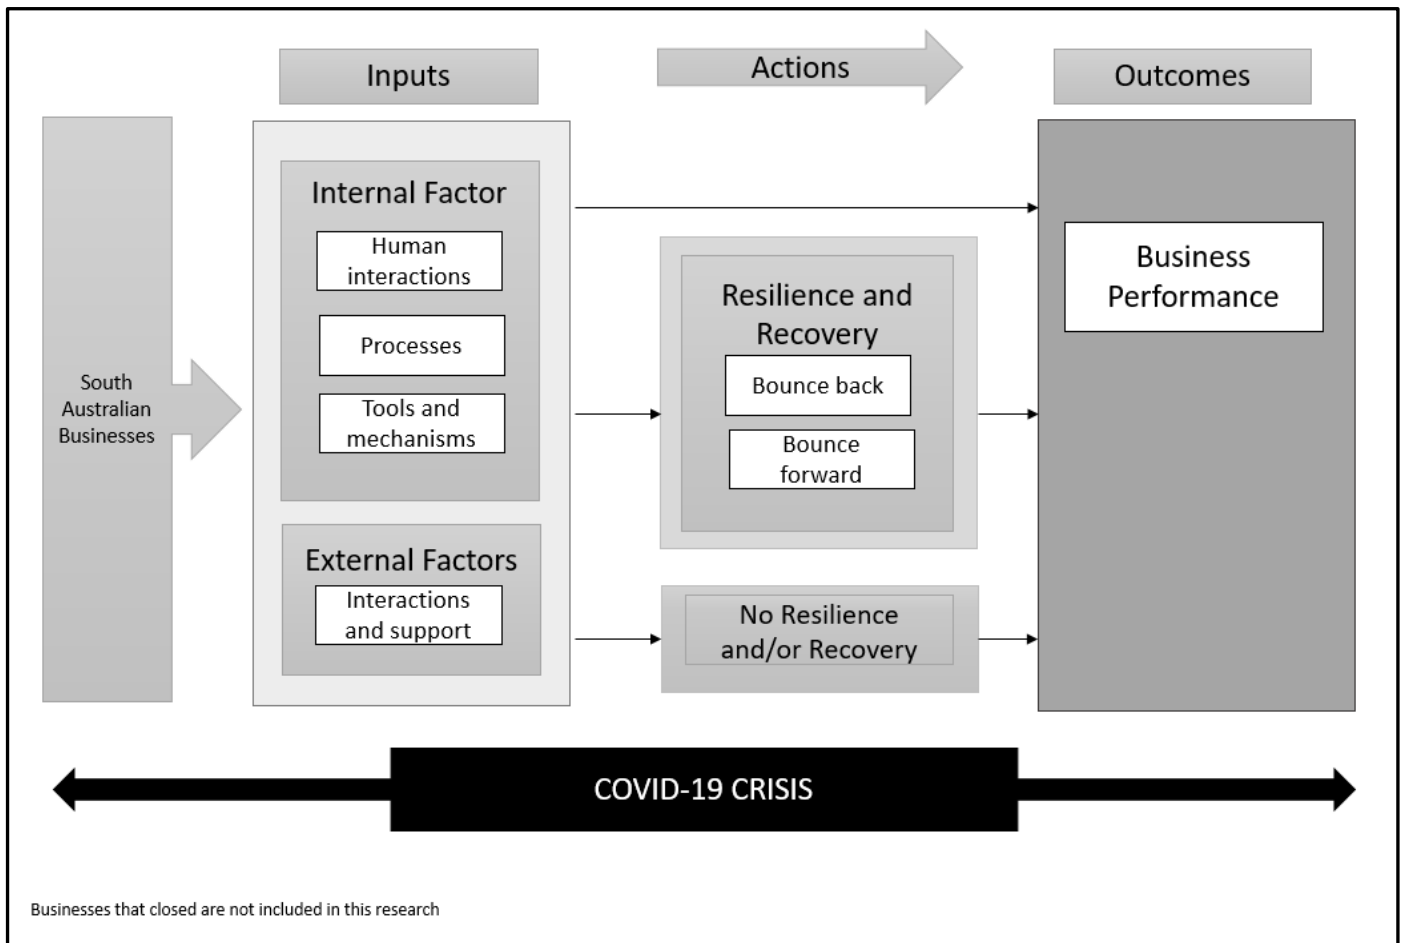 Inputs
Actions
Outcomes
South
Australian
Businesses
Internal Factor
Human
interactions
Processes
Tools and
mechanisms
External Factors
Interactions
and support
Resilience and
Recovery
Bounce back
Bounce
forward
No Resilience
and/or Recovery
Business
Performance
COVID-19 CRISIS
Businesses that closed are not included in this research